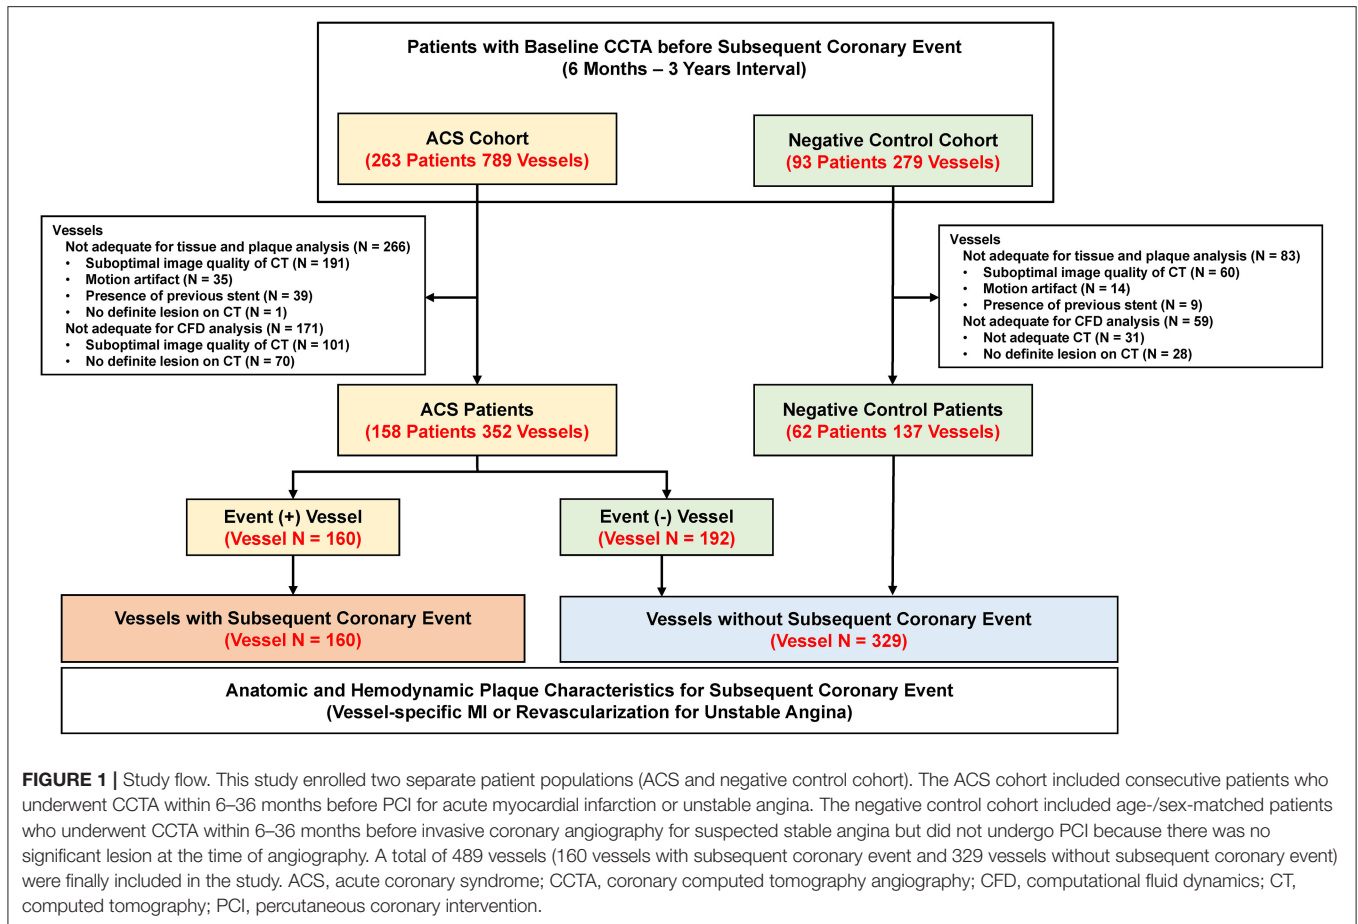 Patients with Baseline CCTA before Subsequent Coronary Event
(6 Months – 3 Years Interval)
ACS Cohort
(263 Patients 789 Vessels)
Negative Control Cohort
(93 Patients 279 Vessels)
Vessels
Not adequate for tissue and plaque analysis (N = 266)
• Suboptimal image quality of CT (N = 191)
• Motion artifact (N = 35)
• Presence of previous stent (N = 39)
• No definite lesion on CT (N = 1)
Not adequate for CFD analysis (N = 171)
• Suboptimal image quality of CT (N = 101)
• No definite lesion on CT (N = 70)
Vessels
Not adequate for tissue and plaque analysis (N = 83)
• Suboptimal image quality of CT (N = 60)
• Motion artifact (N = 14)
• Presence of previous stent (N = 9)
Not adequate for CFD analysis (N = 59)
• Not adequate CT (N = 31)
• No definite lesion on CT (N = 28)
ACS Patients
(158 Patients 352 Vessels)
Negative Control Patients
(62 Patients 137 Vessels)
Event (+) Vessel
(Vessel N = 160)
Event (-) Vessel
(Vessel N = 192)
Vessels with Subsequent Coronary Event
(Vessel N = 160)
Vessels without Subsequent Coronary Event
(Vessel N = 329)
Anatomic and Hemodynamic Plaque Characteristics for Subsequent Coronary Event
(Vessel-specific MI or Revascularization for Unstable Angina)
FIGURE 1 | Study flow. This study enrolled two separate patient populations (ACS and negative control cohort). The ACS cohort included consecutive patients who
underwent CCTA within 6–36 months before PCI for acute myocardial infarction or unstable angina. The negative control cohort included age-/sex-matched patients
who underwent CCTA within 6–36 months before invasive coronary angiography for suspected stable angina but did not undergo PCI because there was no
significant lesion at the time of angiography. A total of 489 vessels (160 vessels with subsequent coronary event and 329 vessels without subsequent coronary event)
were finally included in the study. ACS, acute coronary syndrome; CCTA, coronary computed tomography angiography; CFD, computational fluid dynamics; CT,
computed tomography; PCI, percutaneous coronary intervention.